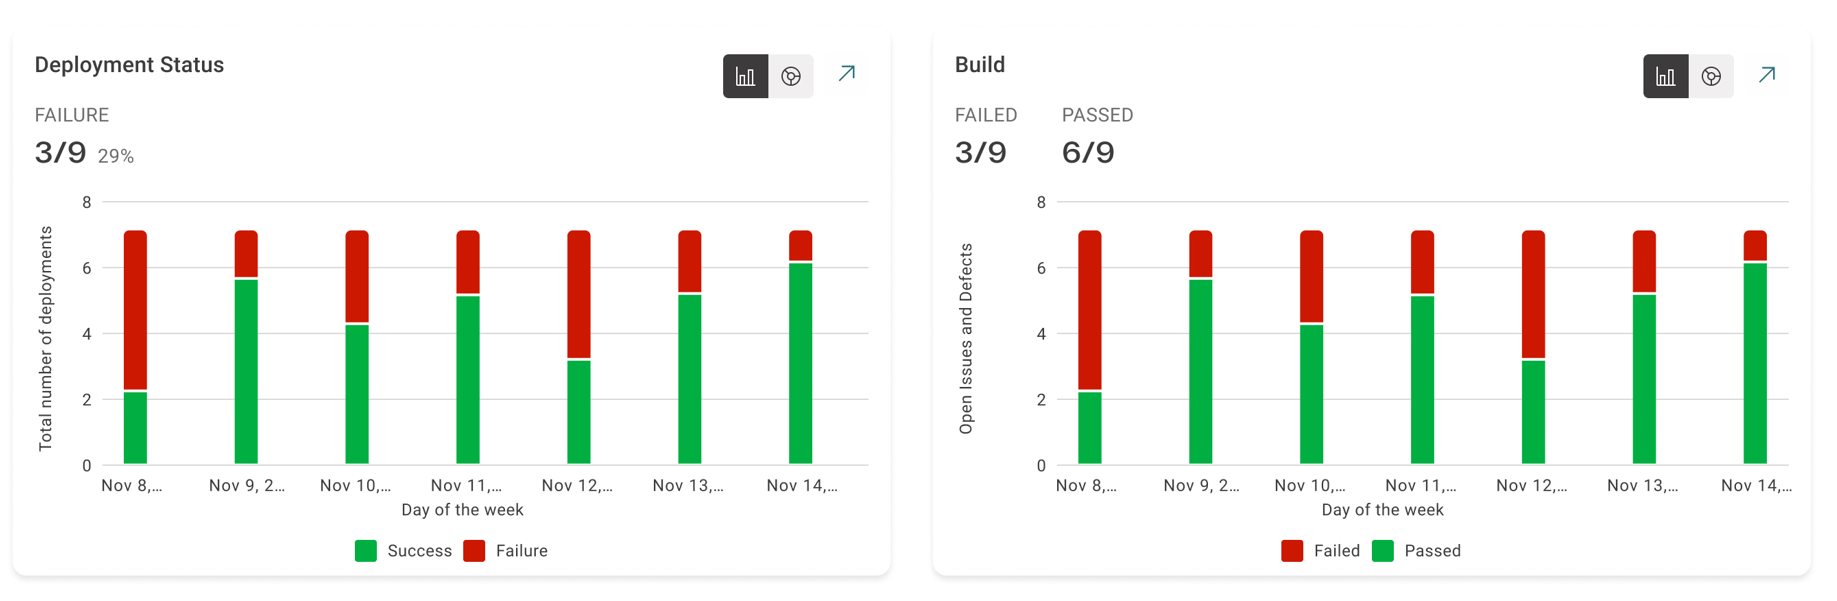 Deployment Status
FAILURE
3/9 29%
Total number of deployments
8
6
4
2
0
Nov 8,... Nov 9, 2... Nov 10,... Nov 11,... Nov 12,... Nov 13,... Nov 14,...
Day of the week
Success Failure
Build
FAILED PASSED
3/9 6/9
Open Issues and Defects
8
6
4
2
0
Nov 8,... Nov 9, 2... Nov 10,... Nov 11,... Nov 12,... Nov 13,... Nov 14,...
Day of the week
Failed Passed